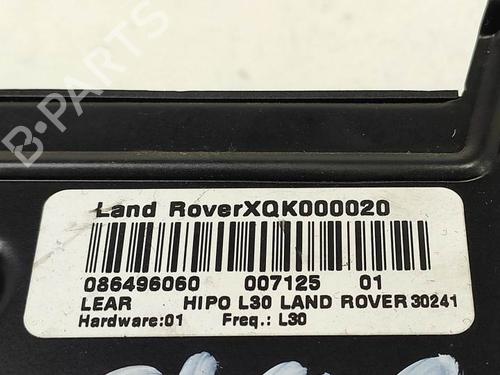 Land RoverXQK000020
086496060 007125 01
LEAR HIPO L30 LAND ROVER 30241
Hardware:01 Freq.: L30
B-PARTS